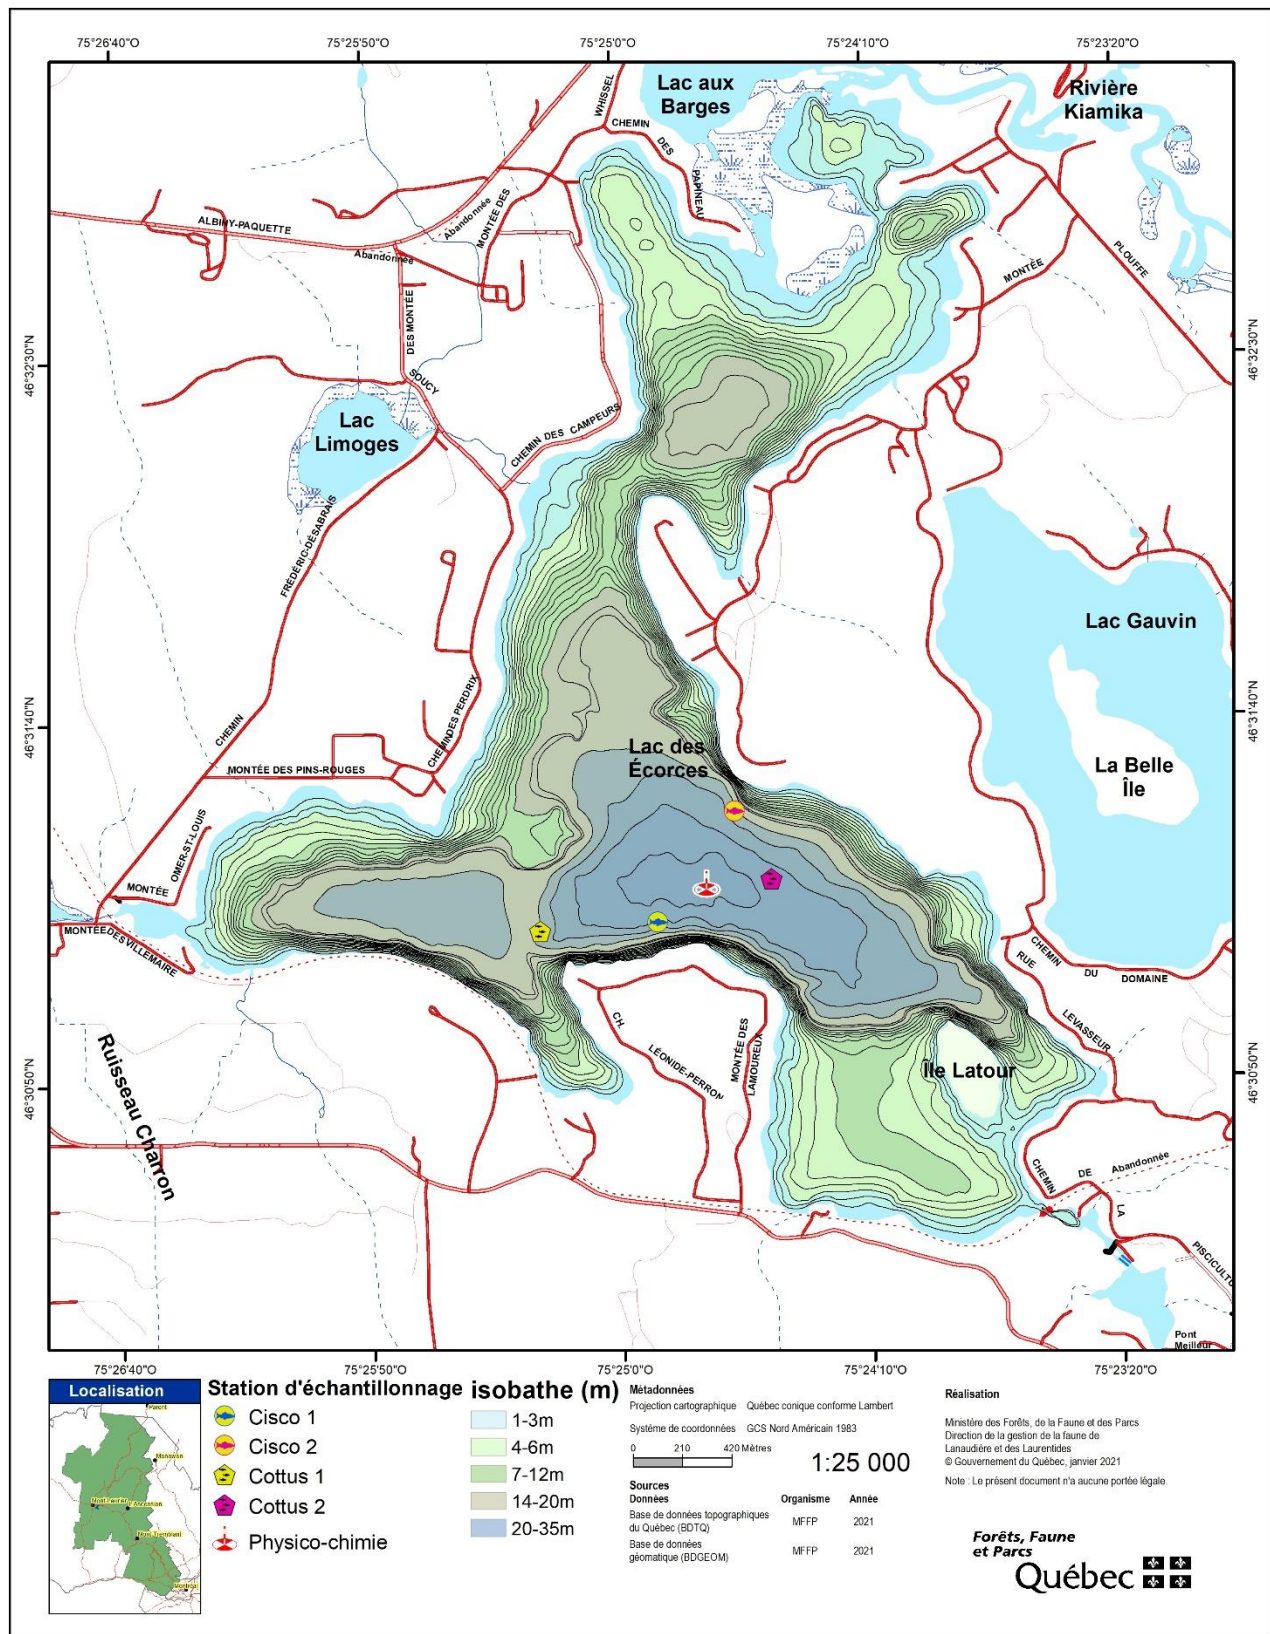 75°26'40"O
75°25'50"O
75°25'0"O
75°24'10"O
75°23'20"O
Lac aux
Barges
Rivière
Kiamika
WHISSEL
CHEMIN
DES
PAPINEAU
ALBINY-PAQUETTE
Abandonnée
Abandonnée
MONTÉE DES
MONTÉE
PLOUFFE
46°32'30"N
46°32'30"N
DES MONTÉE
SOUCY
Lac
Limoges
CHEMIN DES CAMPEURS
FRÉDÉRIC-DÉSABRAIS
CHEMIN
Lac Gauvin
46°31'40"N
46°31'40"N
CHEMIN
DES PERDRIX
MONTÉE DES PINS-ROUGES
Lac des
Écorces
La Belle
Île
OMER-ST-LOUIS
MONTÉE
MONTÉE
DES
VILLEMAIRE
CHEMIN
DU
DOMAINE
RUE
LEVASSEUR
CH.
LÉONIDE-PERRON
MONTÉE DES
LAMOUREUX
Île Latour
46°30'50"N
46°30'50"N
Ruisseau Charron
CHEMIN
DE
Abandonnée
LA
PISCICULTU
Pont
Meilleur
75°26'40"O
75°25'50"O
75°25'0"O
75°24'10"O
75°23'20"O
Localisation
Parent
Manawan
Mont-Laurier
L'Ascension
Mont-Tremblant
Montréal
Station d'échantillonnage
Cisco 1
Cisco 2
Cottus 1
Cottus 2
Physico-chimie
isobathe (m)
1-3m
4-6m
7-12m
14-20m
20-35m
Métadonnées
Projection cartographique Québec conique conforme Lambert
Système de coordonnées GCS Nord Américain 1983
0 210 420 Mètres
1:25 000
Sources
Données Organisme Année
Base de données topographiques
du Québec (BDTQ) MFFP 2021
Base de données
géomatique (BDGEOM) MFFP 2021
Réalision
Ministère des Forêts, de la Faune et des Parcs
Direction de la gestion de la faune de
Lanaudière et des Laurentides
© Gouvernement du Québec, janvier 2021
Note : Le présent document n'a aucune portée légale.
Forêts, Faune
et Parcs
Québec